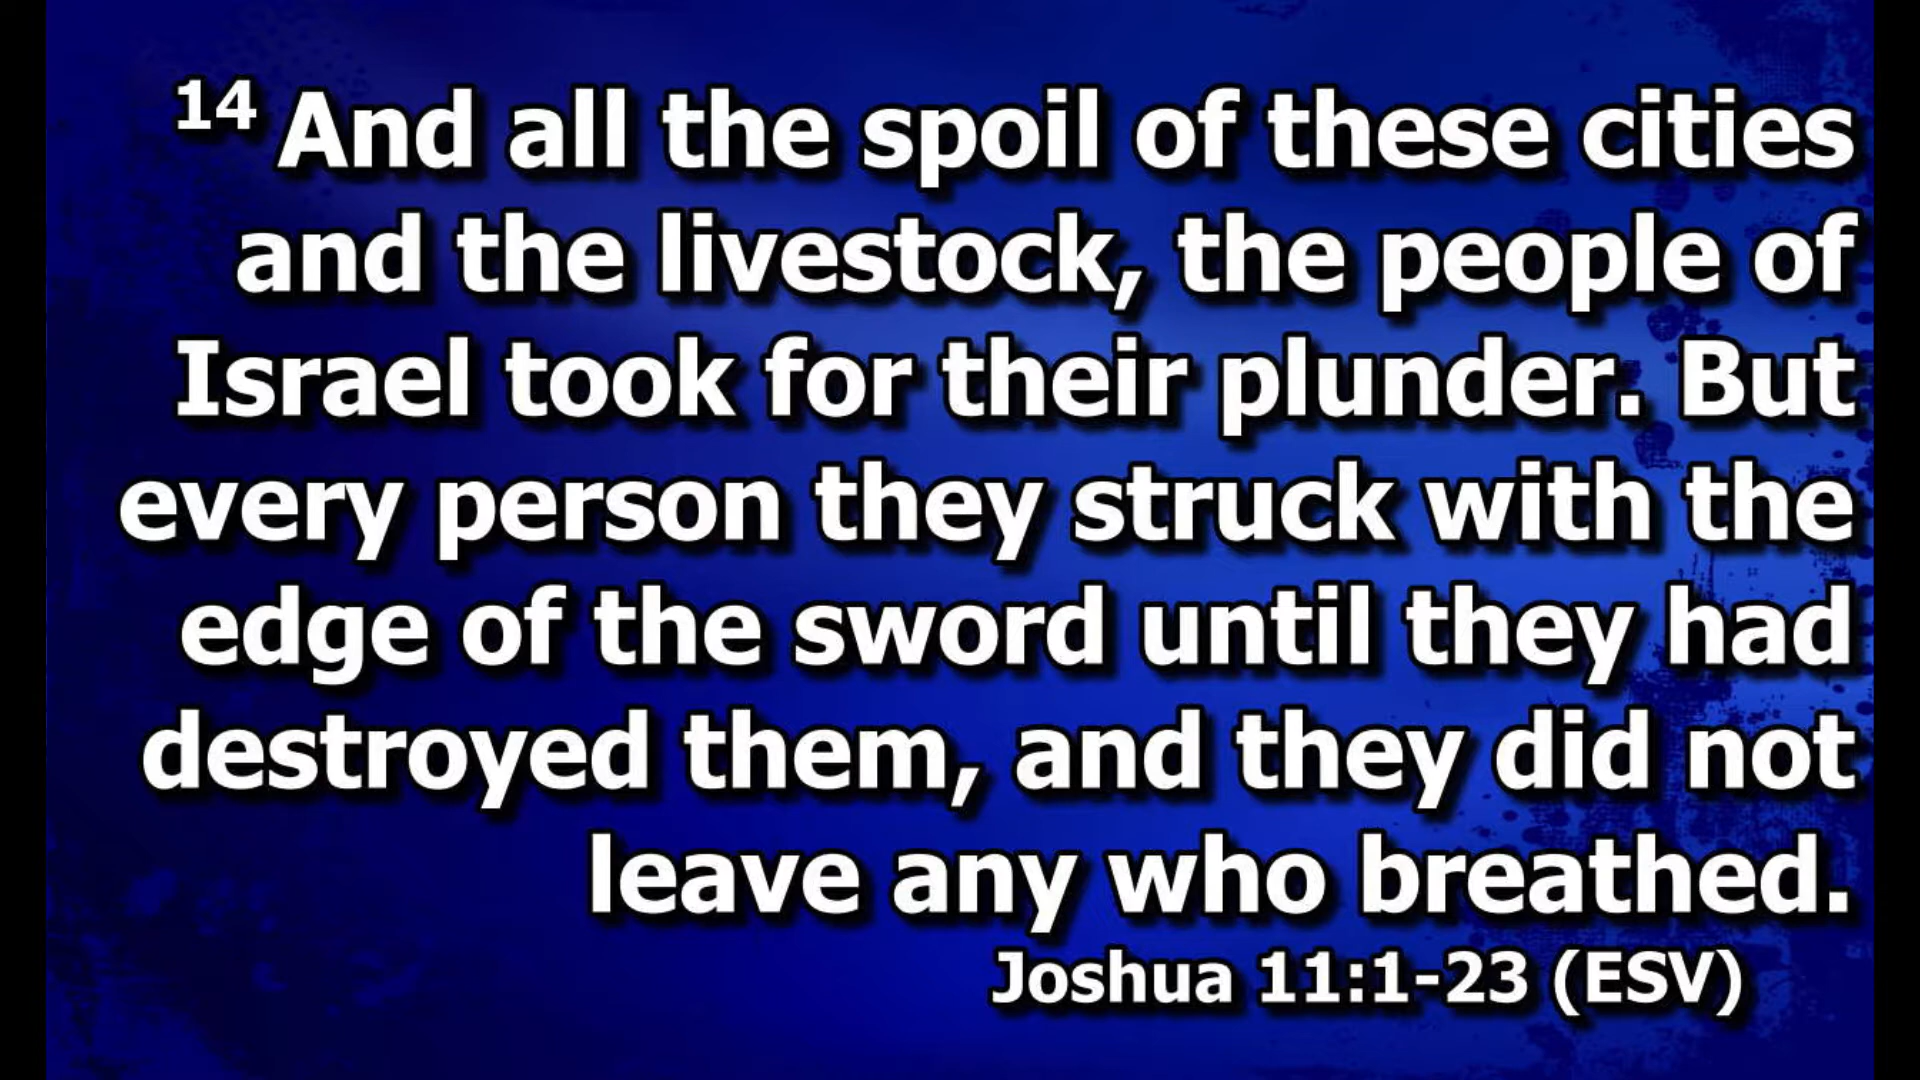 14 And all the spoil of these cities
and the livestock, the people of
Israel took for their plunder. But
every person they struck with the
edge of the sword until they had
destroyed them, and they did not
leave any who breathed.
Joshua 11:1-23 (ESV)